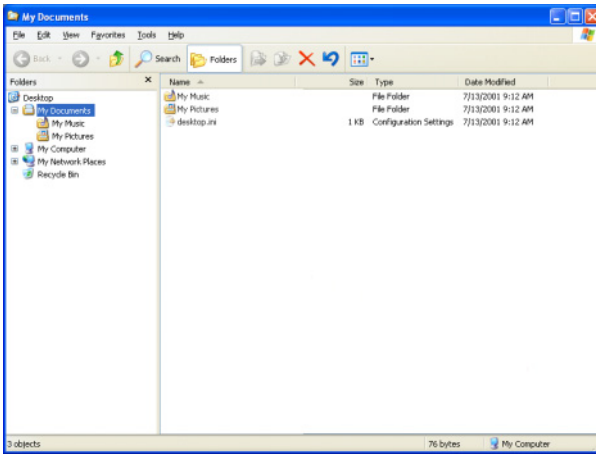 My Documents
File Edit View Favorites Tools Help
Back Search Folders
Folders
Desktop
My Documents
My Music
My Pictures
My Computer
My Network Places
Recycle Bin
Name Size Type Date Modified
My Music File Folder 7/13/2001 9:12 AM
My Pictures File Folder 7/13/2001 9:12 AM
desktop.ini 1 KB Configuration Settings 7/13/2001 9:12 AM
3 objects 76 bytes My Computer